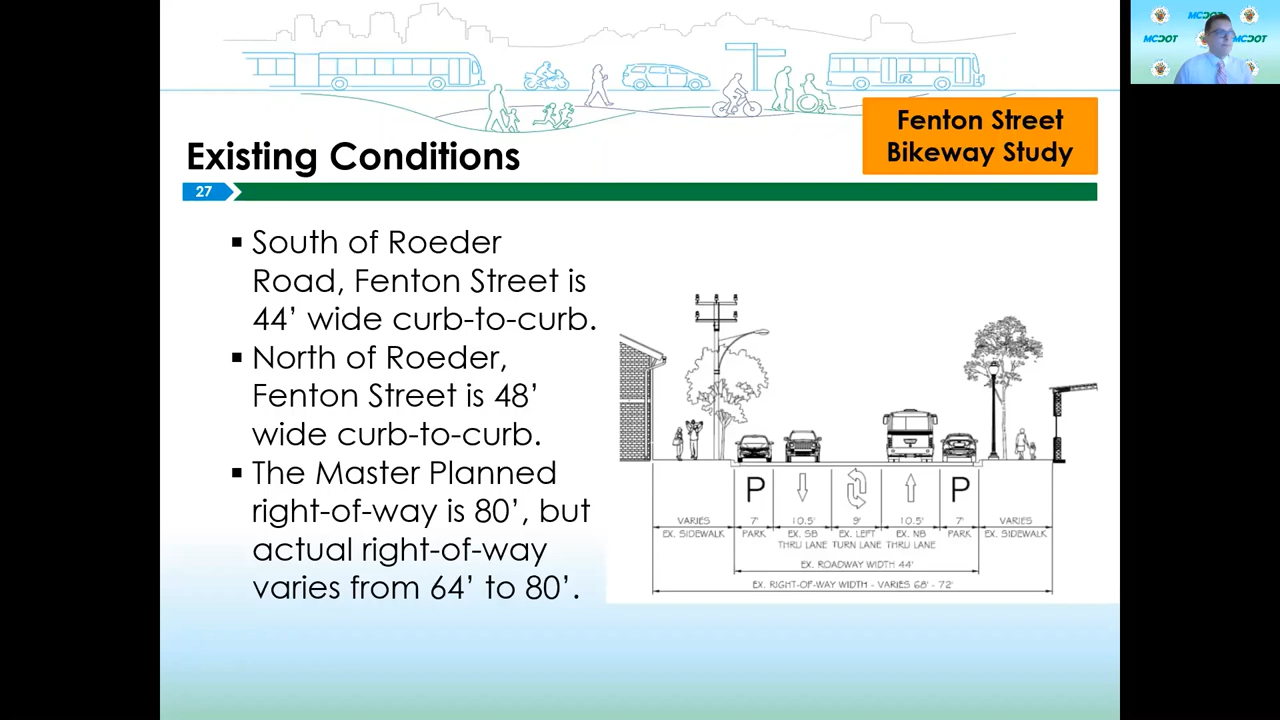 MCDOT
MCDOT
MCDOT
Fenton Street
Bikeway Study
Existing Conditions
27
▪ South of Roeder
Road, Fenton Street is
44’ wide curb-to-curb.
▪ North of Roeder,
Fenton Street is 48’
wide curb-to-curb.
▪ The Master Planned
right-of-way is 80’, but
actual right-of-way
varies from 64’ to 80’.
P P
VARIES 7' 10.5' 9' 10.5' 7' VARIES
EX. SIDEWALK PARK EX. SB EX. LEFT EX. NB PARK EX. SIDEWALK
THRU LANE TURN LANE THRU LANE
EX. ROADWAY WIDTH 44'
EX. RIGHT-OF-WAY WIDTH - VARIES 68' - 72'